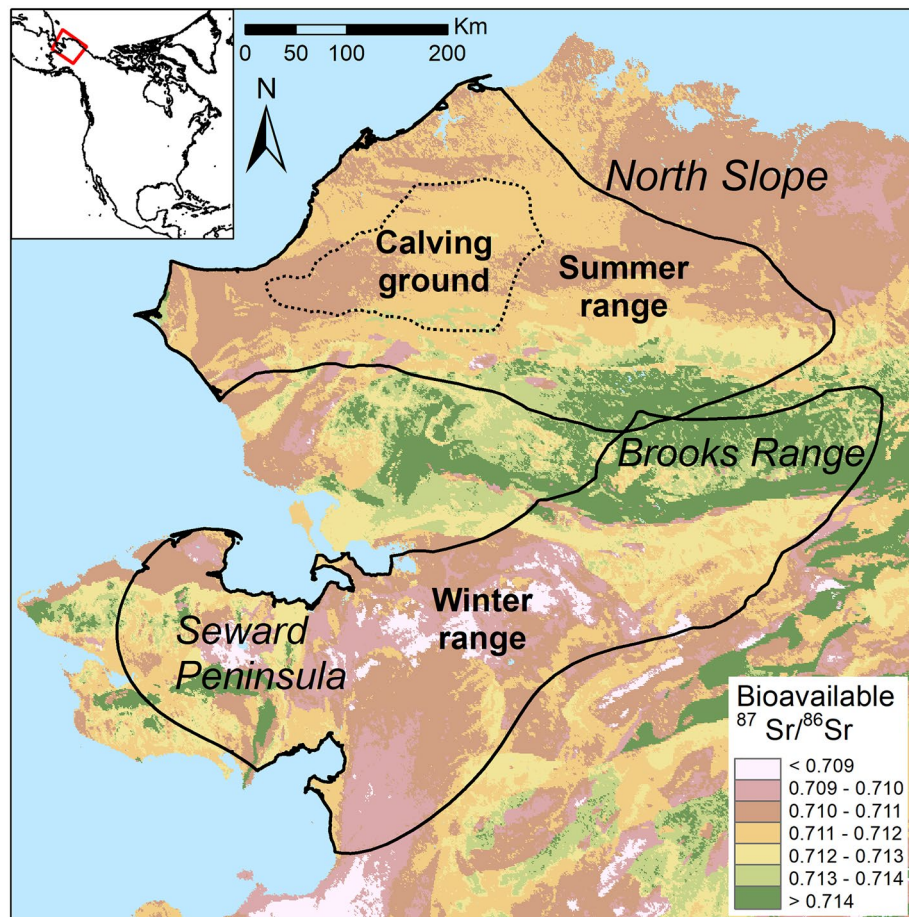 Km
0 50 100 200
N
North Slope
Calving
ground
Summer
range
Brooks Range
Winter
range
Seward
Peninsula
Bioavailable
⁸⁷ Sr/⁸⁶Sr
< 0.709
0.709 - 0.710
0.710 - 0.711
0.711 - 0.712
0.712 - 0.713
0.713 - 0.714
> 0.714